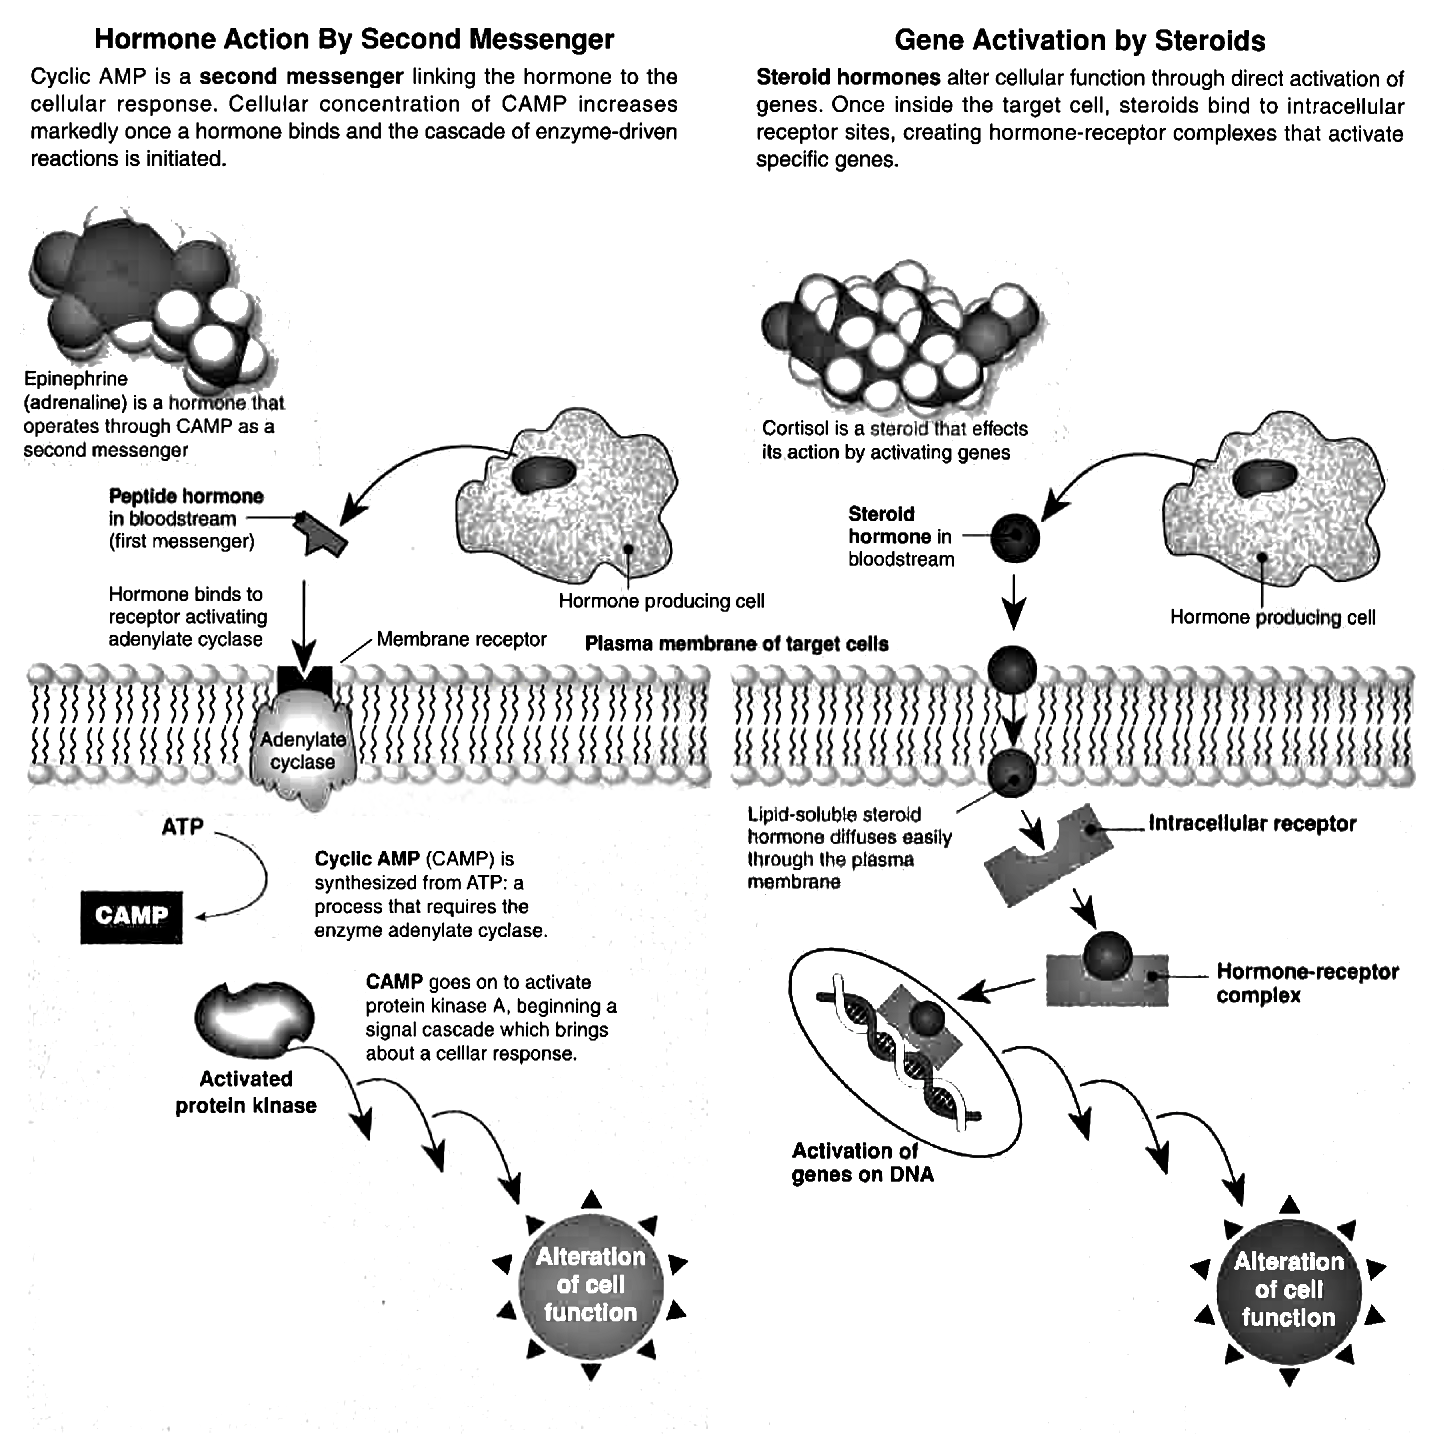 Hormone Action By Second Messenger
Cyclic AMP is a second messenger linking the hormone to the
cellular response. Cellular concentration of CAMP increases
markedly once a hormone binds and the cascade of enzyme-driven
reactions is initiated.
Epinephrine
(adrenaline) is a hormone that
operates through CAMP as a
second messenger
Peptide hormone
in bloodstream
(first messenger)
Hormone producing cell
Hormone binds to
receptor activating
adenylate cyclase
Membrane receptor
Plasma membrane of target cells
Adenylate
cyclase
ATP
CAMP
Cyclic AMP (CAMP) is
synthesized from ATP: a
process that requires the
enzyme adenylate cyclase.
CAMP goes on to activate
protein kinase A, beginning a
signal cascade which brings
about a celllar response.
Activated
protein kinase
Alteration
of cell
function
Gene Activation by Steroids
Steroid hormones alter cellular function through direct activation of
genes. Once inside the target cell, steroids bind to intracellular
receptor sites, creating hormone-receptor complexes that activate
specific genes.
Cortisol is a steroid that effects
its action by activating genes
Steroid
hormone in
bloodstream
Hormone producing cell
Lipid-soluble steroid
hormone diffuses easily
through the plasma
membrane
Intracellular receptor
Hormone-receptor
complex
Activation of
genes on DNA
Alteration
of cell
function